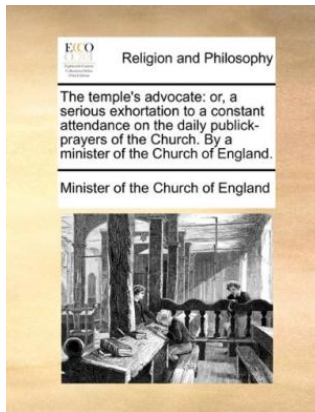 ECCO
Religion and Philosophy
The temple's advocate: or, a
serious exhortation to a constant
attendance on the daily publick-
prayers of the Church. By a
minister of the Church of England.
Minister of the Church of England